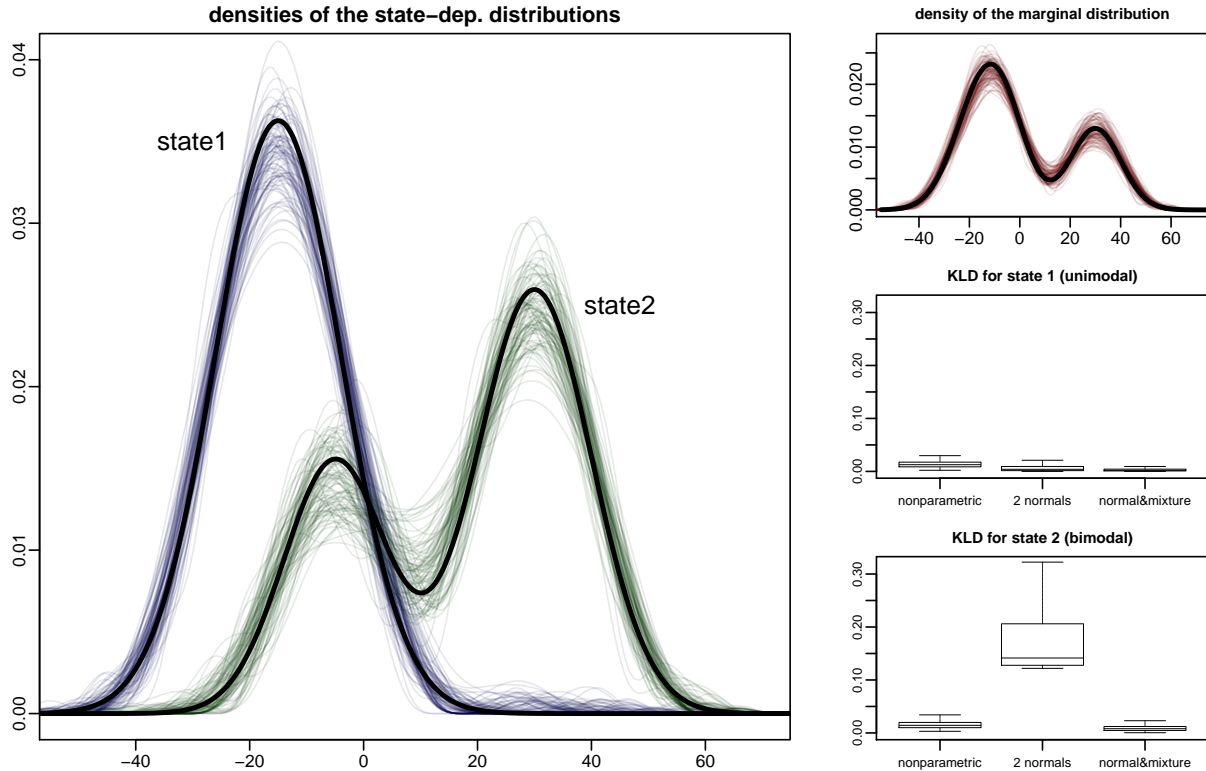 densities of the state−dep. distributions
0.04
0.03
0.02
0.01
0.00
state1
state2
−40
−20
0
20
40
60
density of the marginal distribution
0.020
0.010
0.000
−40
−20
0
20
40
60
KLD for state 1 (unimodal)
0.30
0.20
0.10
0.00
nonparametric
2 normals
normal&mixture
KLD for state 2 (bimodal)
0.30
0.20
0.10
0.00
nonparametric
2 normals
normal&mixture